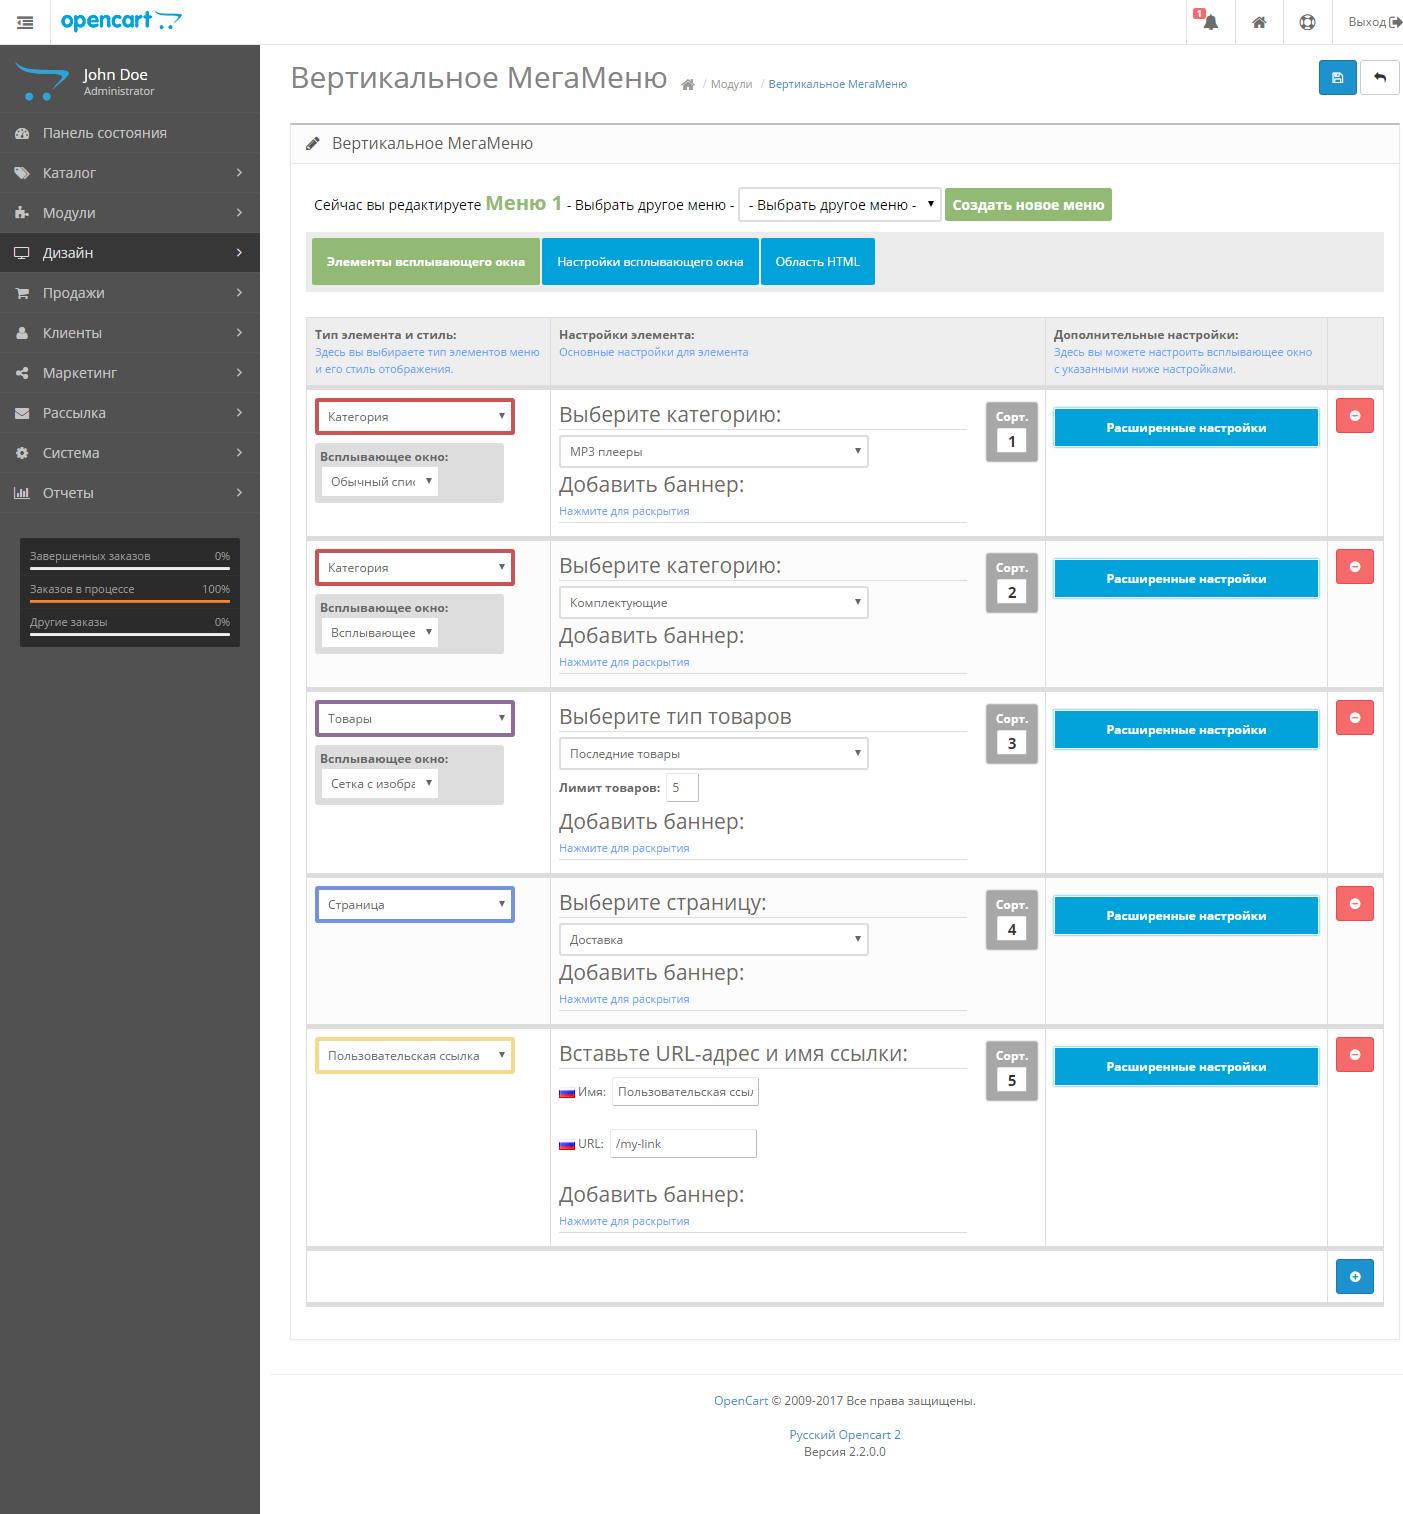 opencart
1
Выход
John Doe
Administrator
Панель состояния
Каталог
Модули
Дизайн
Продажи
Клиенты
Маркетинг
Рассылка
Система
Отчеты
Завершенных заказов 0%
Заказов в процессе 100%
Другие заказы 0%
Вертикальное МегаМеню / Модули / Вертикальное МегаМеню
Вертикальное МегаМеню
Сейчас вы редактируете Меню 1 - Выбрать другое меню - - Выбрать другое меню - Создать новое меню
Элементы всплывающего окна Настройки всплывающего окна Область HTML
Тип элемента и стиль:
Здесь вы выбираете тип элементов меню
и его стиль отображения.
Настройки элемента:
Основные настройки для элемента
Дополнительные настройки:
Здесь вы можете настроить всплывающее окно
с указанными ниже настройками.
Категория
Всплывающее окно:
Обычный спис
Выберите категорию:
MP3 плееры
Добавить баннер:
Нажмите для раскрытия
Сорт.
1
Расширенные настройки
Категория
Всплывающее окно:
Всплывающее
Выберите категорию:
Комплектующие
Добавить баннер:
Нажмите для раскрытия
Сорт.
2
Расширенные настройки
Товары
Всплывающее окно:
Сетка с изобра
Выберите тип товаров
Последние товары
Лимит товаров: 5
Добавить баннер:
Нажмите для раскрытия
Сорт.
3
Расширенные настройки
Страница
Выберите страницу:
Доставка
Добавить баннер:
Нажмите для раскрытия
Сорт.
4
Расширенные настройки
Пользовательская ссылка
Вставьте URL-адрес и имя ссылки:
Имя: Пользовательская ссыл
URL: /my-link
Добавить баннер:
Нажмите для раскрытия
Сорт.
5
Расширенные настройки
OpenCart © 2009-2017 Все права защищены.
Русский Opencart 2
Версия 2.2.0.0